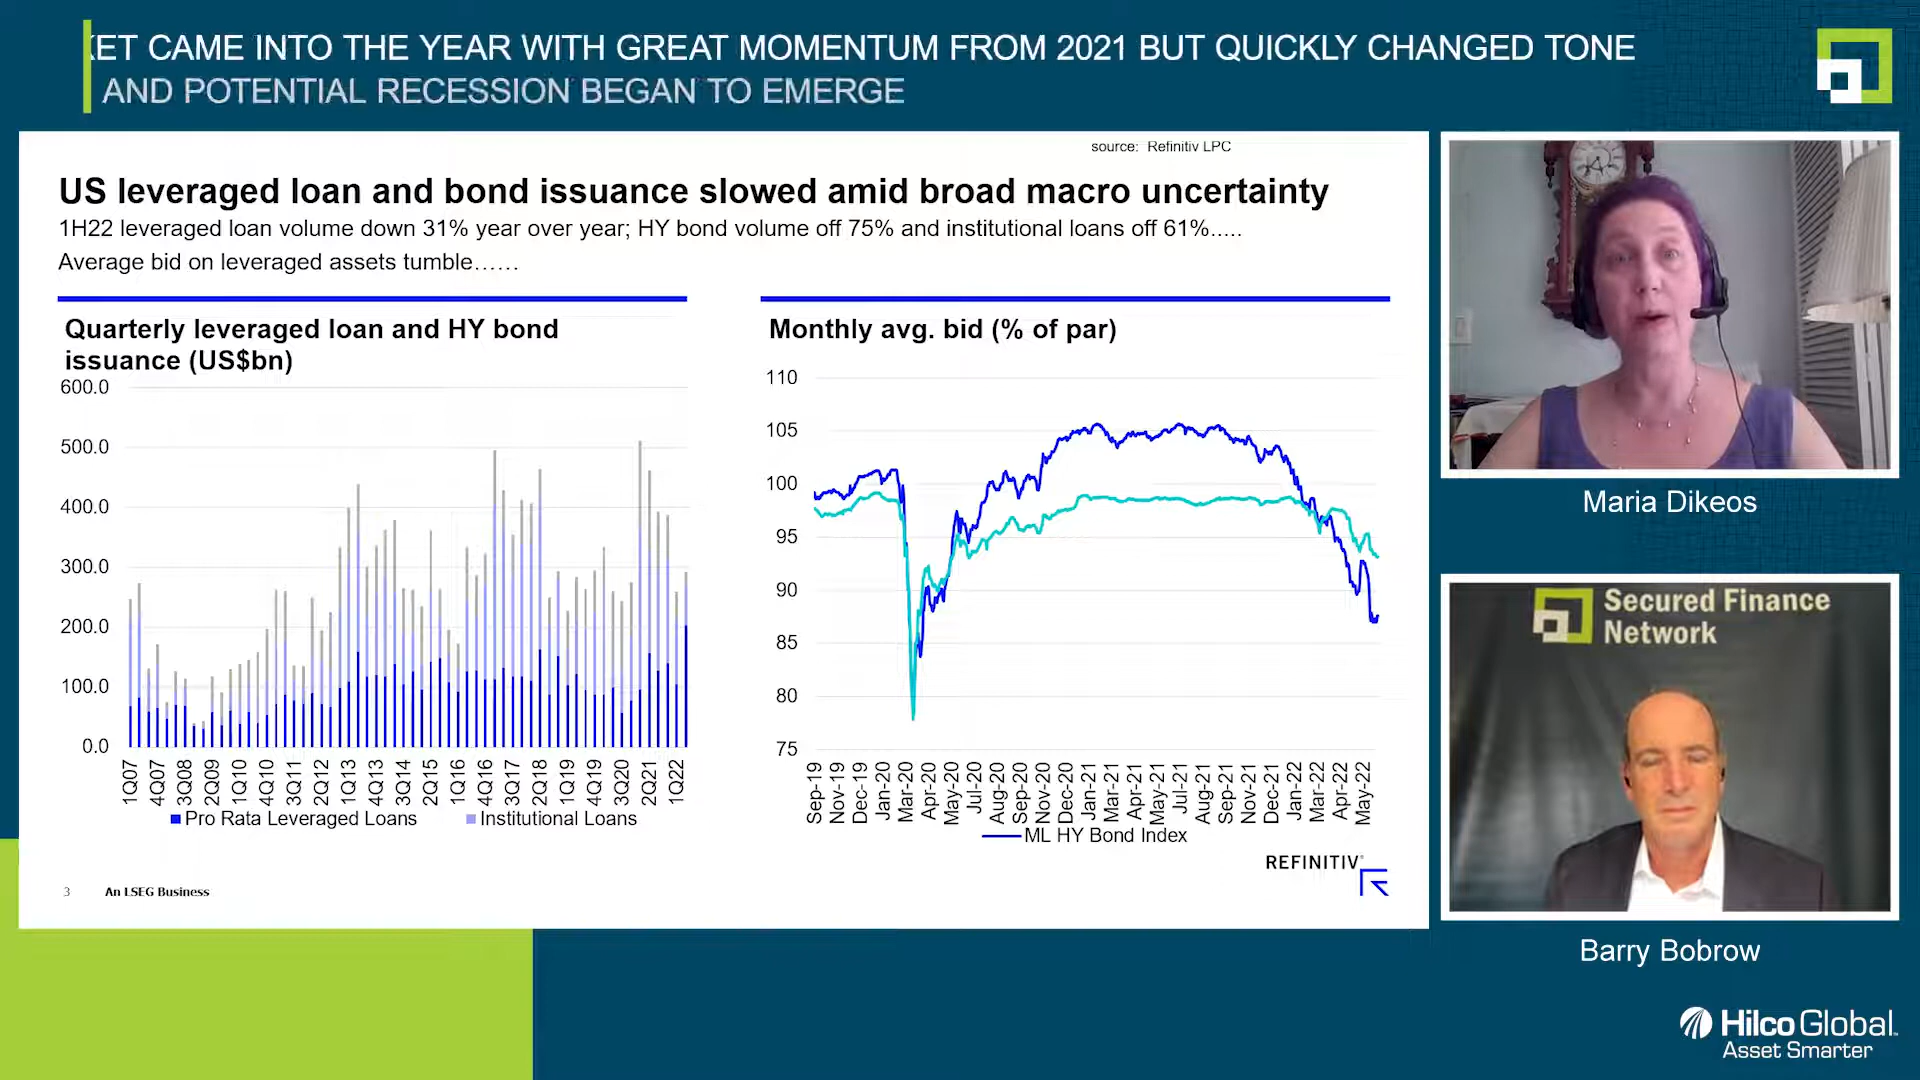 KET CAME INTO THE YEAR WITH GREAT MOMENTUM FROM 2021 BUT QUICKLY CHANGED TONE
AND POTENTIAL RECESSION BEGAN TO EMERGE
source: Refinitiv LPC
US leveraged loan and bond issuance slowed amid broad macro uncertainty
1H22 leveraged loan volume down 31% year over year; HY bond volume off 75% and institutional loans off 61%.....
Average bid on leveraged assets tumble……
Quarterly leveraged loan and HY bond
issuance (US$bn)
600.0
500.0
400.0
300.0
200.0
100.0
0.0
1Q07
4Q07
3Q08
2Q09
1Q10
4Q10
3Q11
2Q12
1Q13
4Q13
3Q14
2Q15
1Q16
4Q16
3Q17
2Q18
1Q19
4Q19
3Q20
2Q21
1Q22
Pro Rata Leveraged Loans
Institutional Loans
Monthly avg. bid (% of par)
110
105
100
95
90
85
80
75
Sep-19
Nov-19
Dec-19
Jan-20
Mar-20
Apr-20
May-20
Jul-20
Aug-20
Sep-20
Nov-20
Dec-20
Jan-21
Mar-21
Apr-21
May-21
Jul-21
Aug-21
Sep-21
Nov-21
Dec-21
Jan-22
Mar-22
Apr-22
May-22
ML HY Bond Index
REFINITIV
3
An LSEG Business
Maria Dikeos
Secured Finance
Network
Barry Bobrow
Hilco Global
Asset Smarter